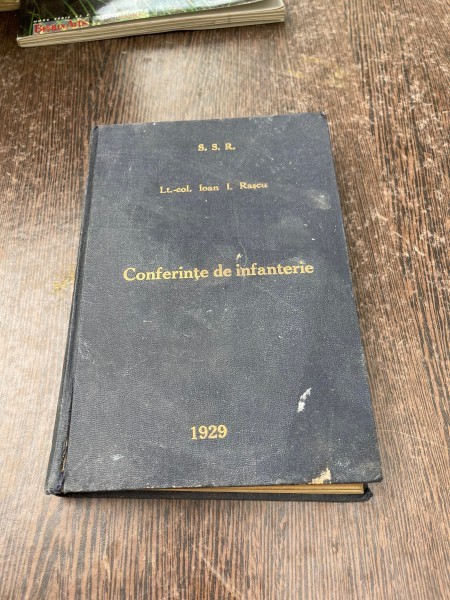 S. S. R.
Lt.-col. Ioan I. Rașcu
Conferințe de infanterie
1929